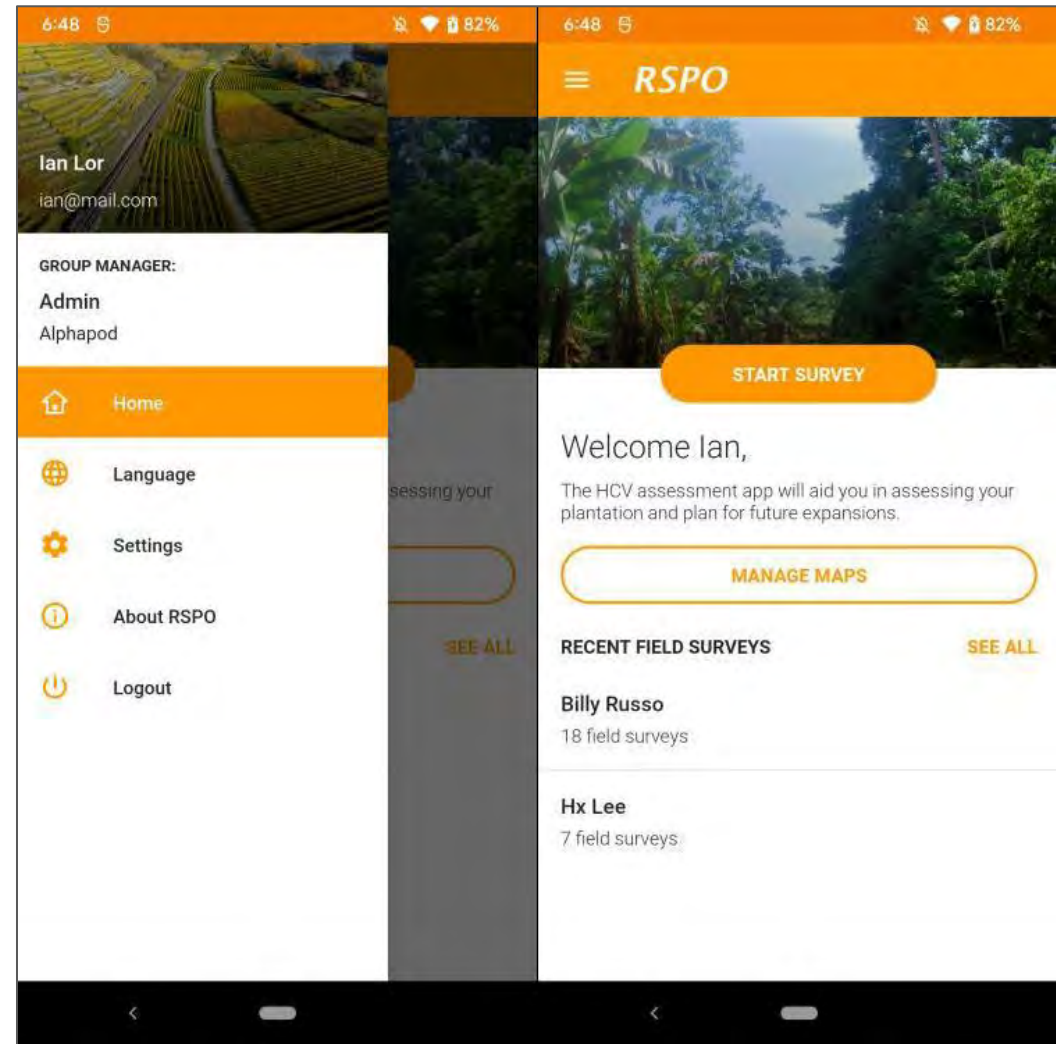 6:48
82%
Ian Lor
ian@mail.com
GROUP MANAGER:
Admin
Alphapod
Home
Language
Settings
About RSPO
Logout
sessing your
SEE ALL
6:48
82%
RSPO
START SURVEY
Welcome Ian,
The HCV assessment app will aid you in assessing your
plantation and plan for future expansions.
MANAGE MAPS
RECENT FIELD SURVEYS
SEE ALL
Billy Russo
18 field surveys
Hx Lee
7 field surveys